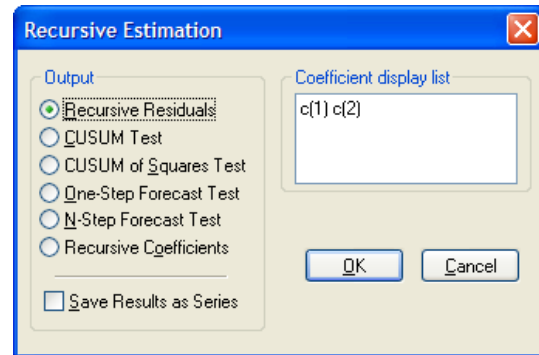 Recursive Estimation
Output
Recursive Residuals
CUSUM Test
CUSUM of Squares Test
One-Step Forecast Test
N-Step Forecast Test
Recursive Coefficients
Save Results as Series
Coefficient display list
c(1) c(2)
OK
Cancel